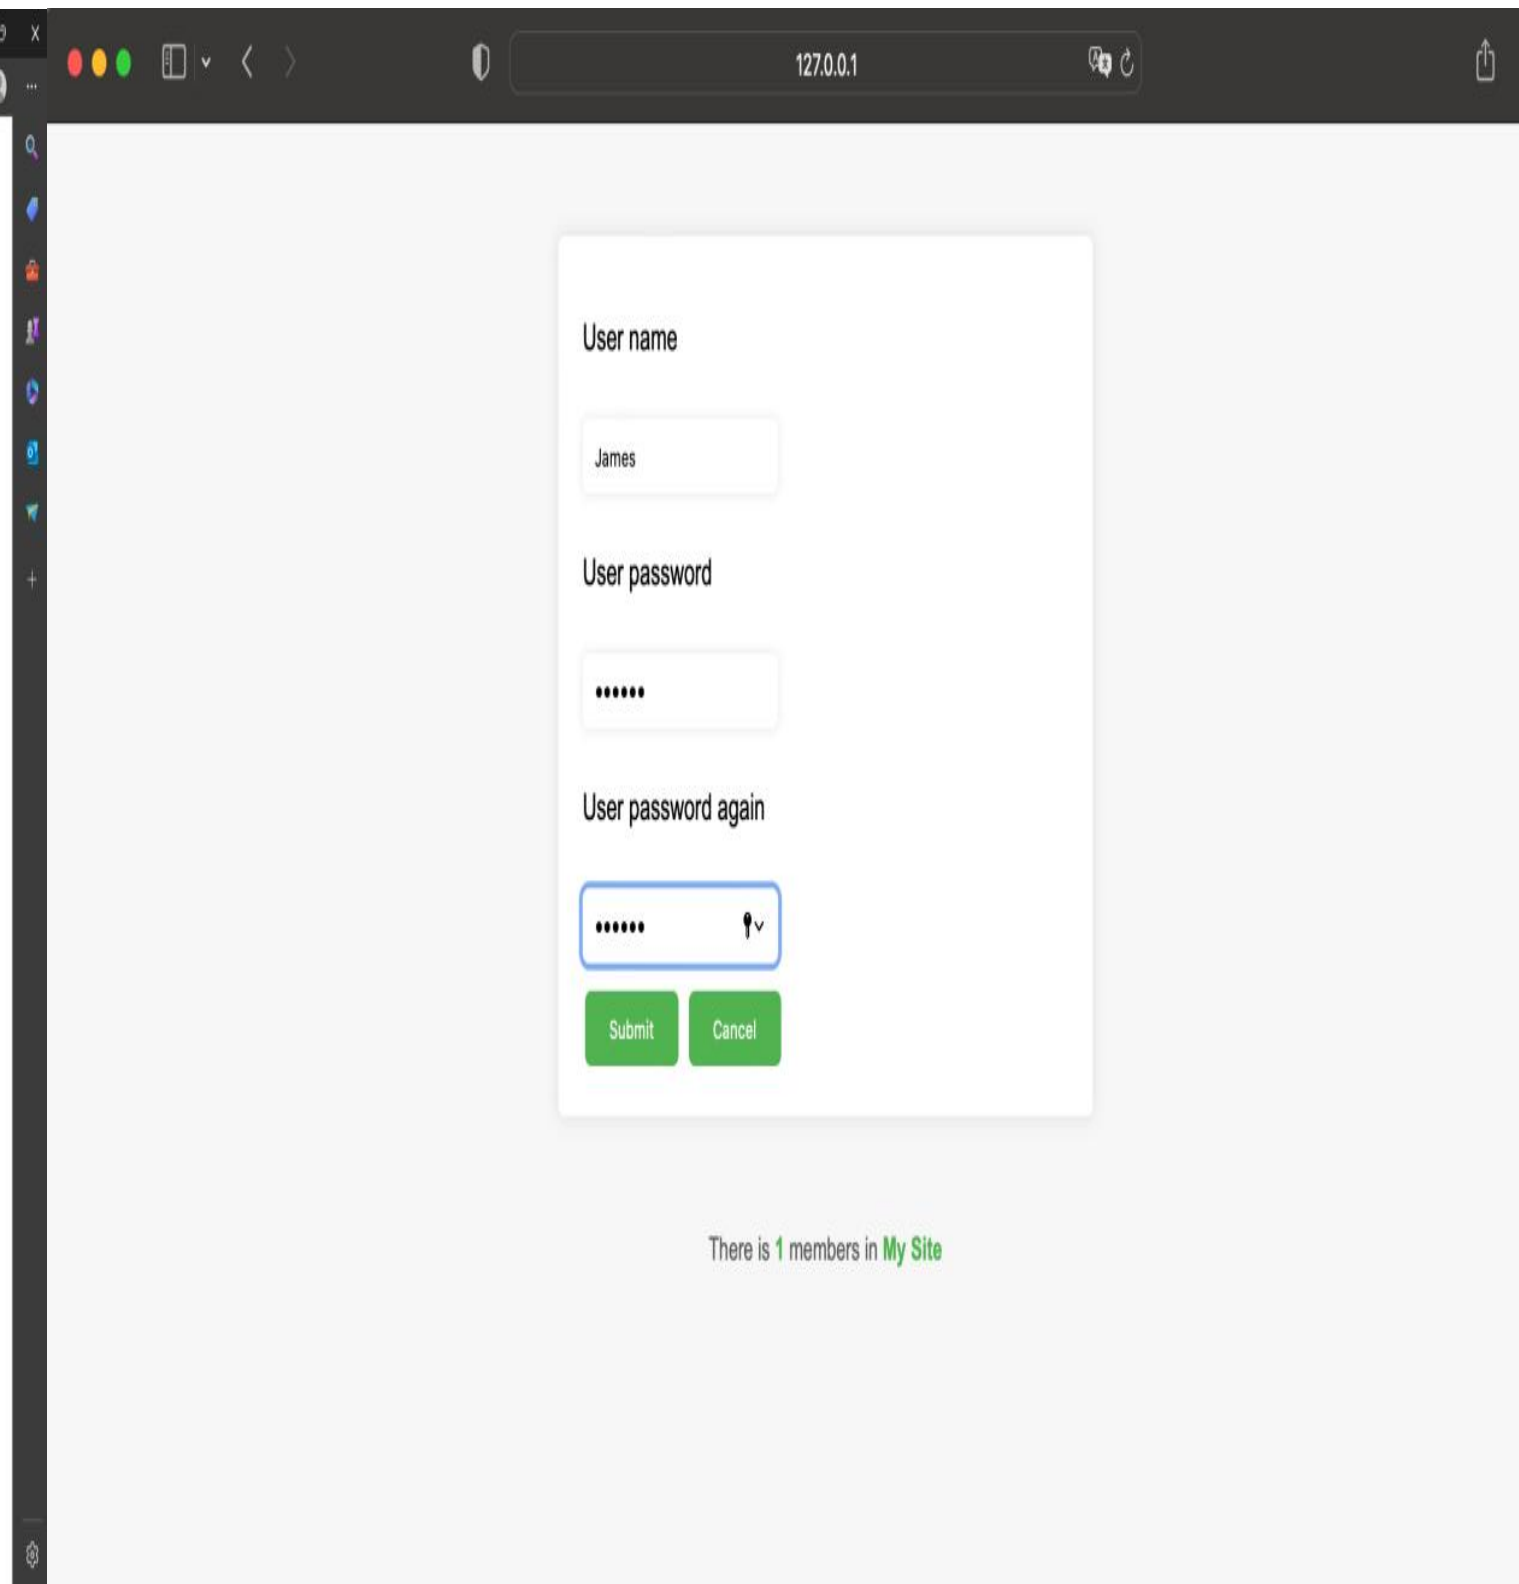 127.0.0.1
User name
James
User password
••••••
User password again
••••••
Submit Cancel
There is 1 members in My Site